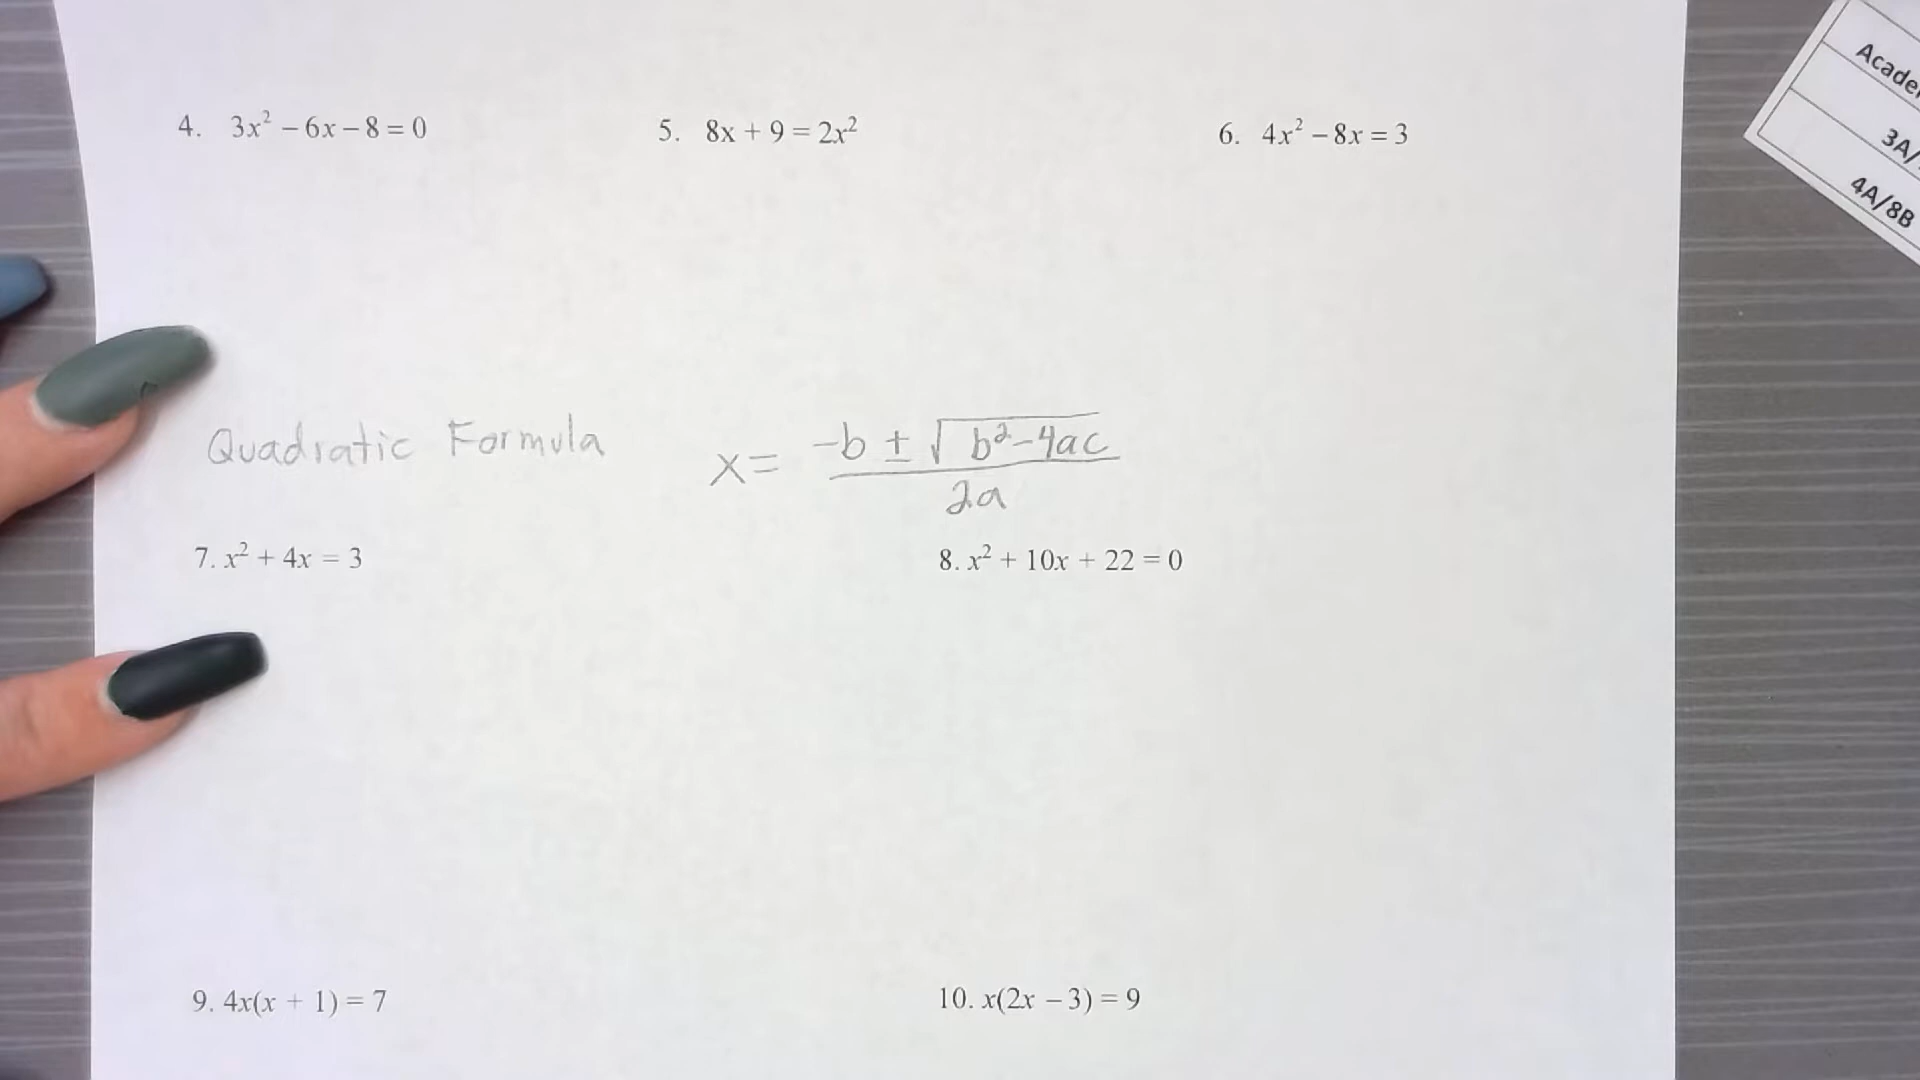 4. 3x² – 6x – 8 = 0
5. 8x + 9 = 2x²
6. 4x² – 8x = 3
Quadratic Formula x = -b ± √b²-4ac / 2a
7. x² + 4x = 3
8. x² + 10x + 22 = 0
9. 4x(x + 1) = 7
10. x(2x – 3) = 9
4A/8B